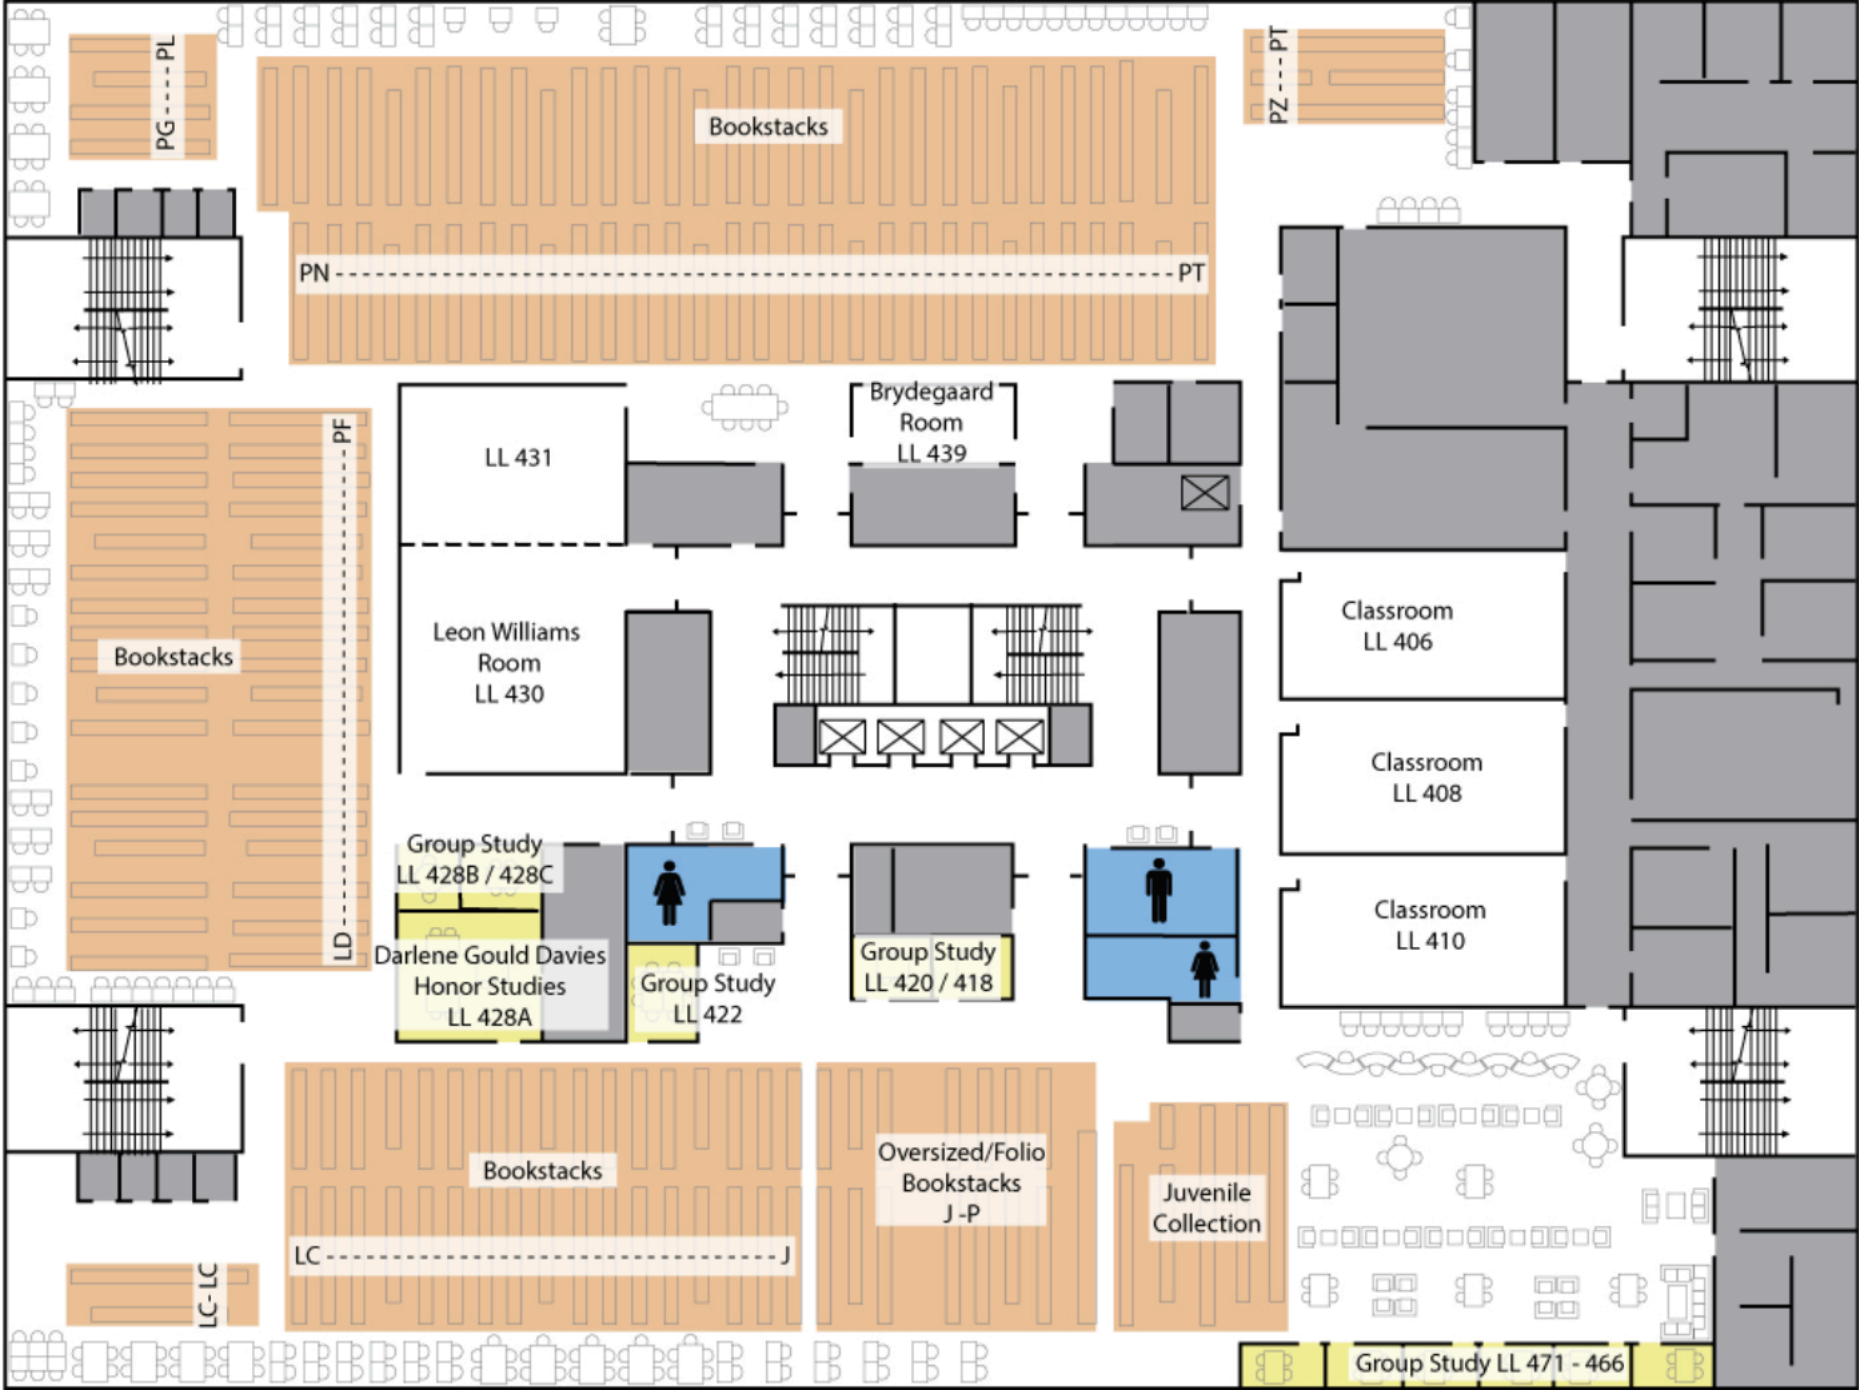 PG - - - - PL
Bookstacks
PZ - - - PT
PN - - - - - - - - - - - - - - - - - - - - PT
LL 431
Brydegaard
Room
LL 439
PF - - - - - - - - - - - - - - - - LD
Bookstacks
Leon Williams
Room
LL 430
Classroom
LL 406
Classroom
LL 408
Classroom
LL 410
Group Study
LL 428B / 428C
Darlene Gould Davies
Honor Studies
LL 428A
Group Study
LL 422
Group Study
LL 420 / 418
Bookstacks
LC - - - - - - - - - - - - - - - - J
Oversized/Folio
Bookstacks
J -P
Juvenile
Collection
LC- LC
Group Study LL 471 - 466